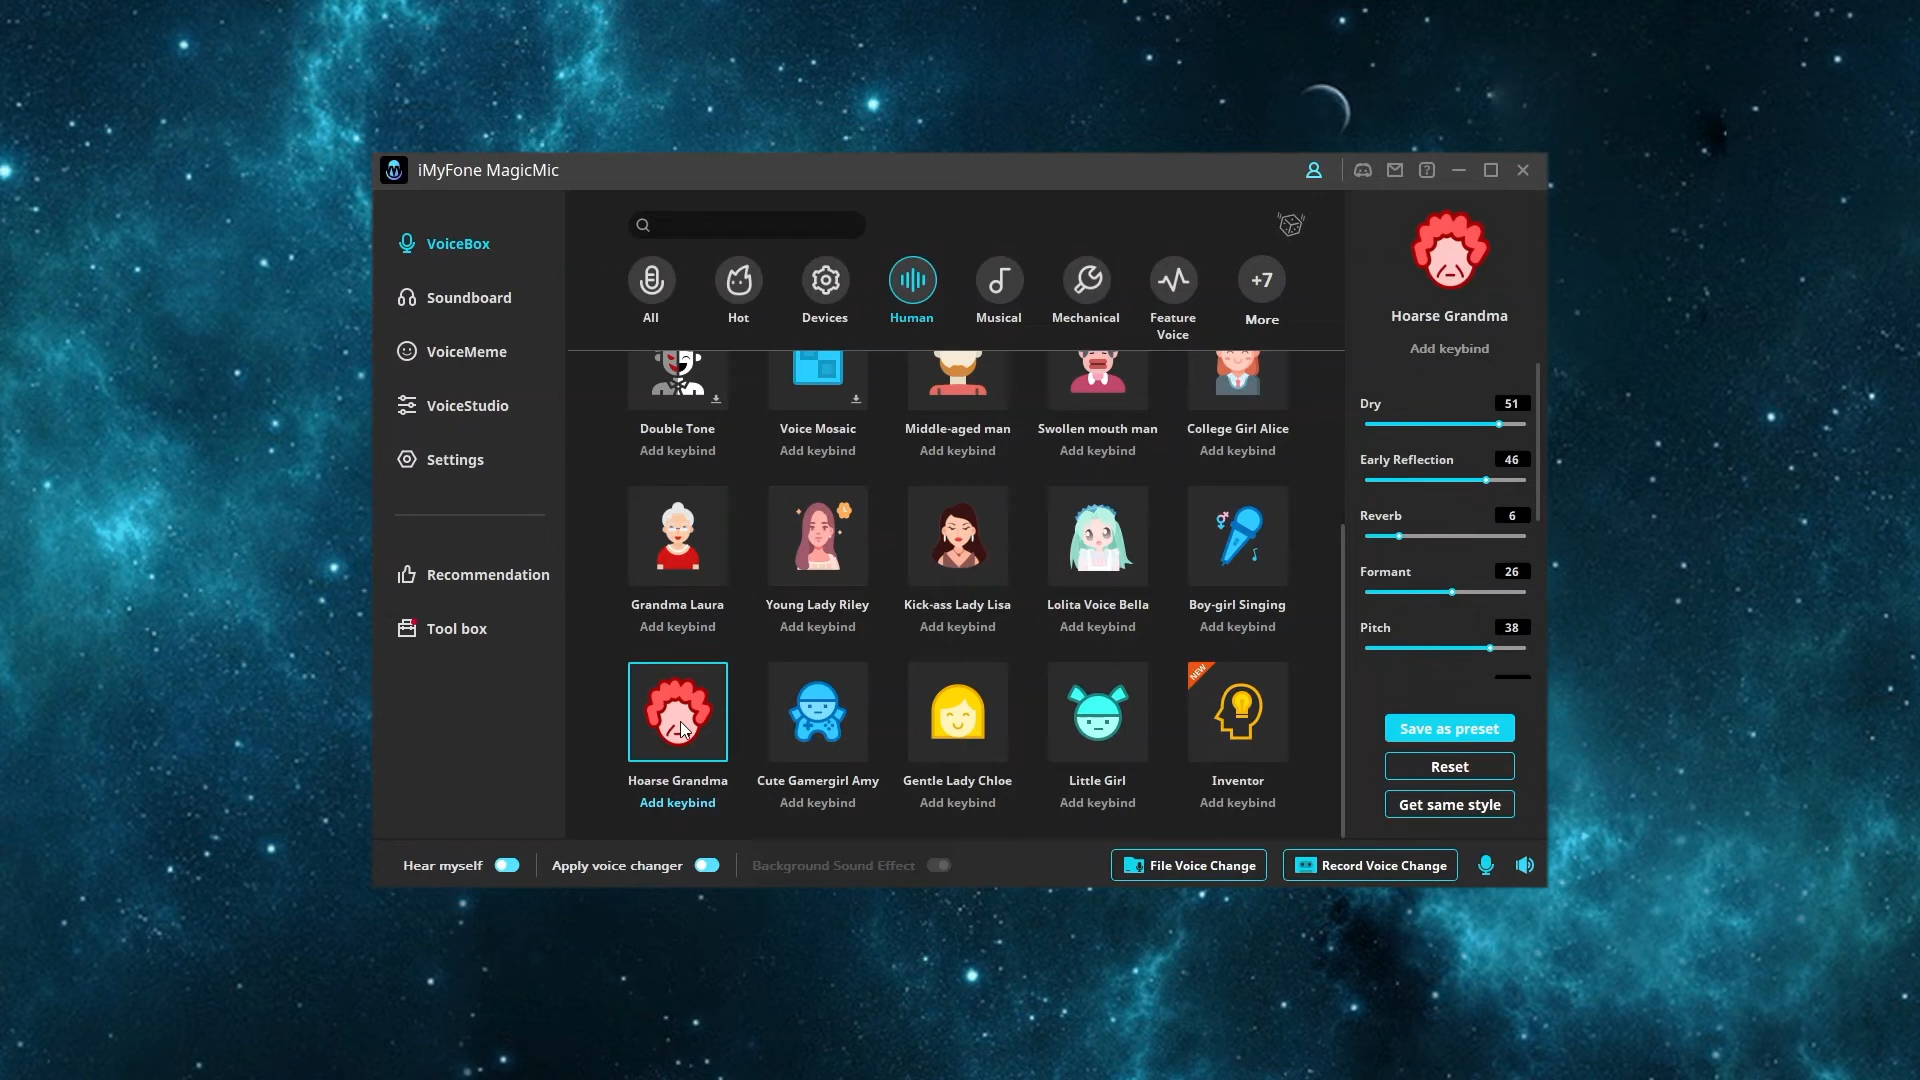 iMyFone MagicMic
VoiceBox
Soundboard
VoiceMeme
VoiceStudio
Settings
Recommendation
Tool box
All
Hot
Devices
Human
Musical
Mechanical
Feature
Voice
+7
More
Double Tone
Add keybind
Voice Mosaic
Add keybind
Middle-aged man
Add keybind
Swollen mouth man
Add keybind
College Girl Alice
Add keybind
Grandma Laura
Add keybind
Young Lady Riley
Add keybind
Kick-ass Lady Lisa
Add keybind
Lolita Voice Bella
Add keybind
Boy-girl Singing
Add keybind
Hoarse Grandma
Add keybind
Cute Gamergirl Amy
Add keybind
Gentle Lady Chloe
Add keybind
Little Girl
Add keybind
NEW
Inventor
Add keybind
Hoarse Grandma
Add keybind
Dry 51
Early Reflection 46
Reverb 6
Formant 26
Pitch 38
Save as preset
Reset
Get same style
Hear myself
Apply voice changer
Background Sound Effect
File Voice Change
Record Voice Change